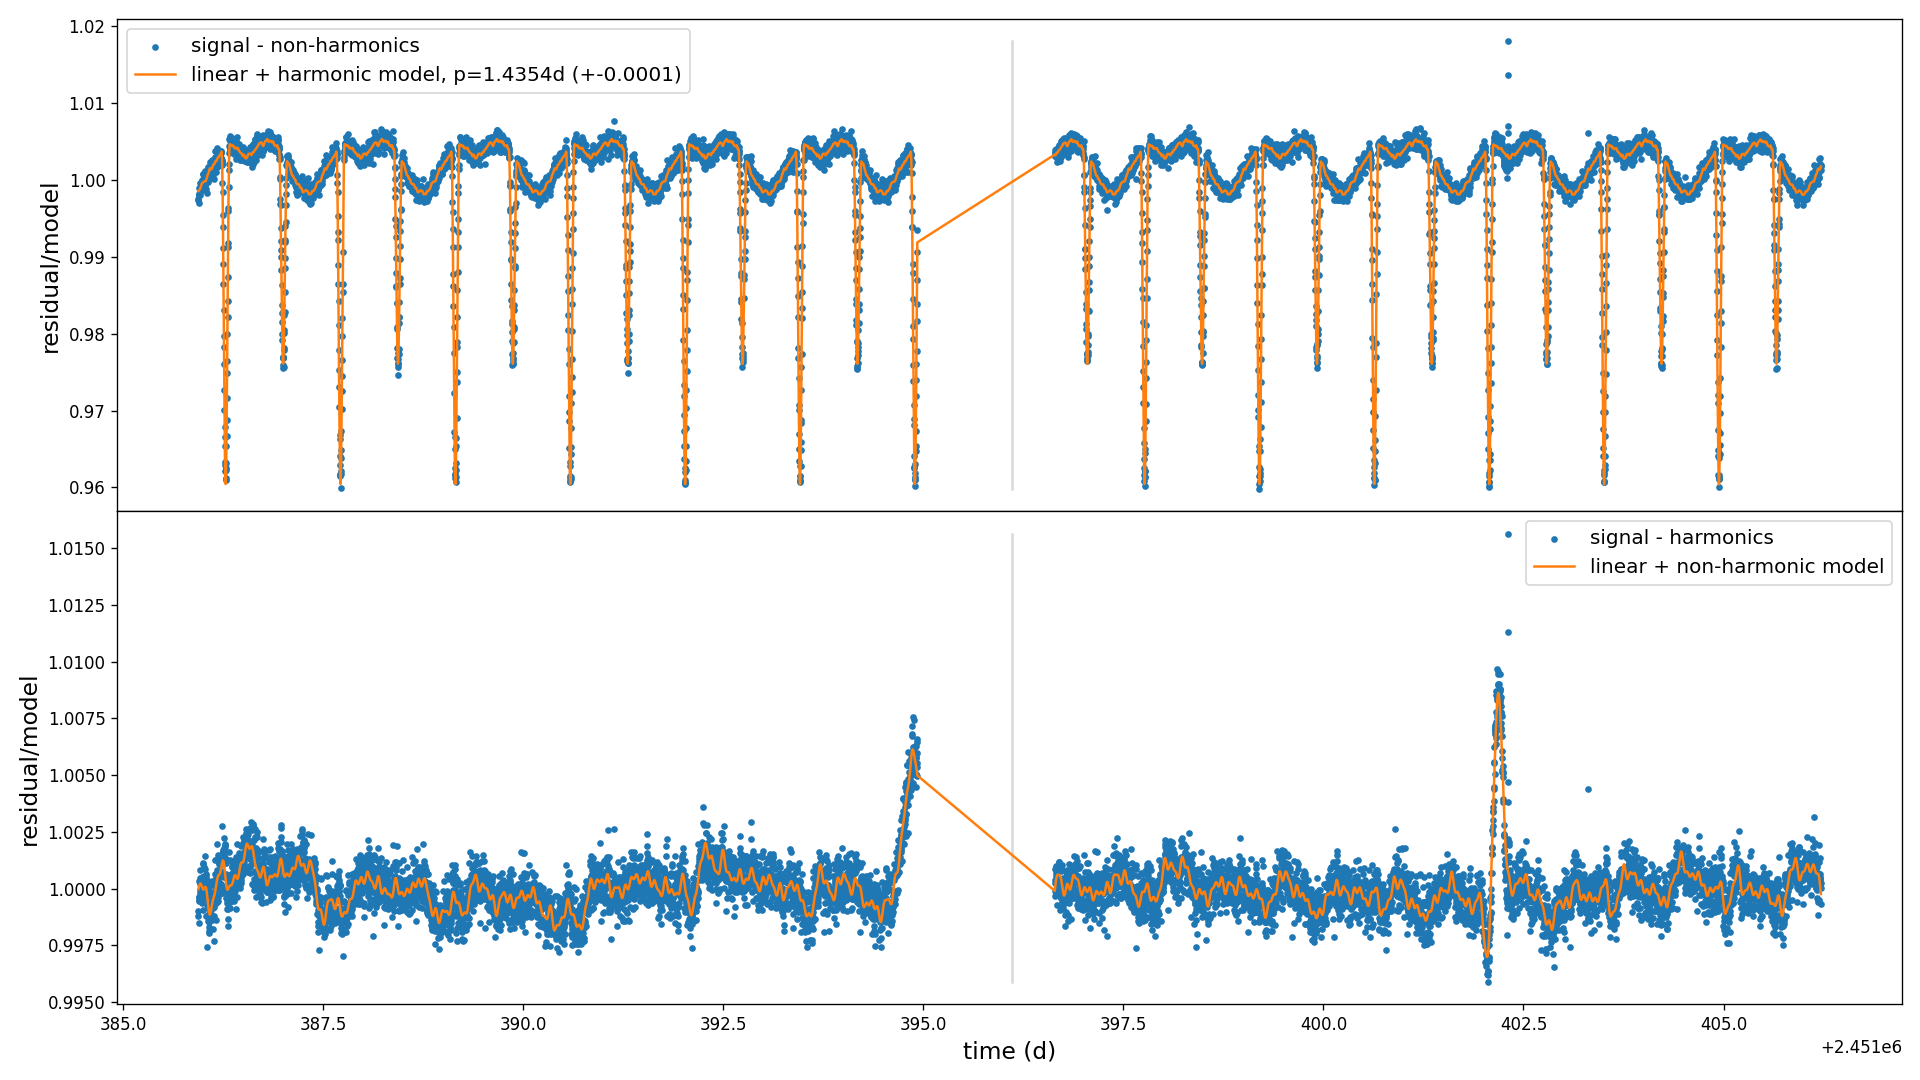 1.02
signal - non-harmonics
linear + harmonic model, p=1.4354d (+-0.0001)
1.01
1.00
0.99
0.98
0.97
0.96
residual/model
signal - harmonics
linear + non-harmonic model
1.0150
1.0125
1.0100
1.0075
1.0050
1.0025
1.0000
0.9975
0.9950
residual/model
385.0 387.5 390.0 392.5 395.0 397.5 400.0 402.5 405.0
time (d)
+2.451e6